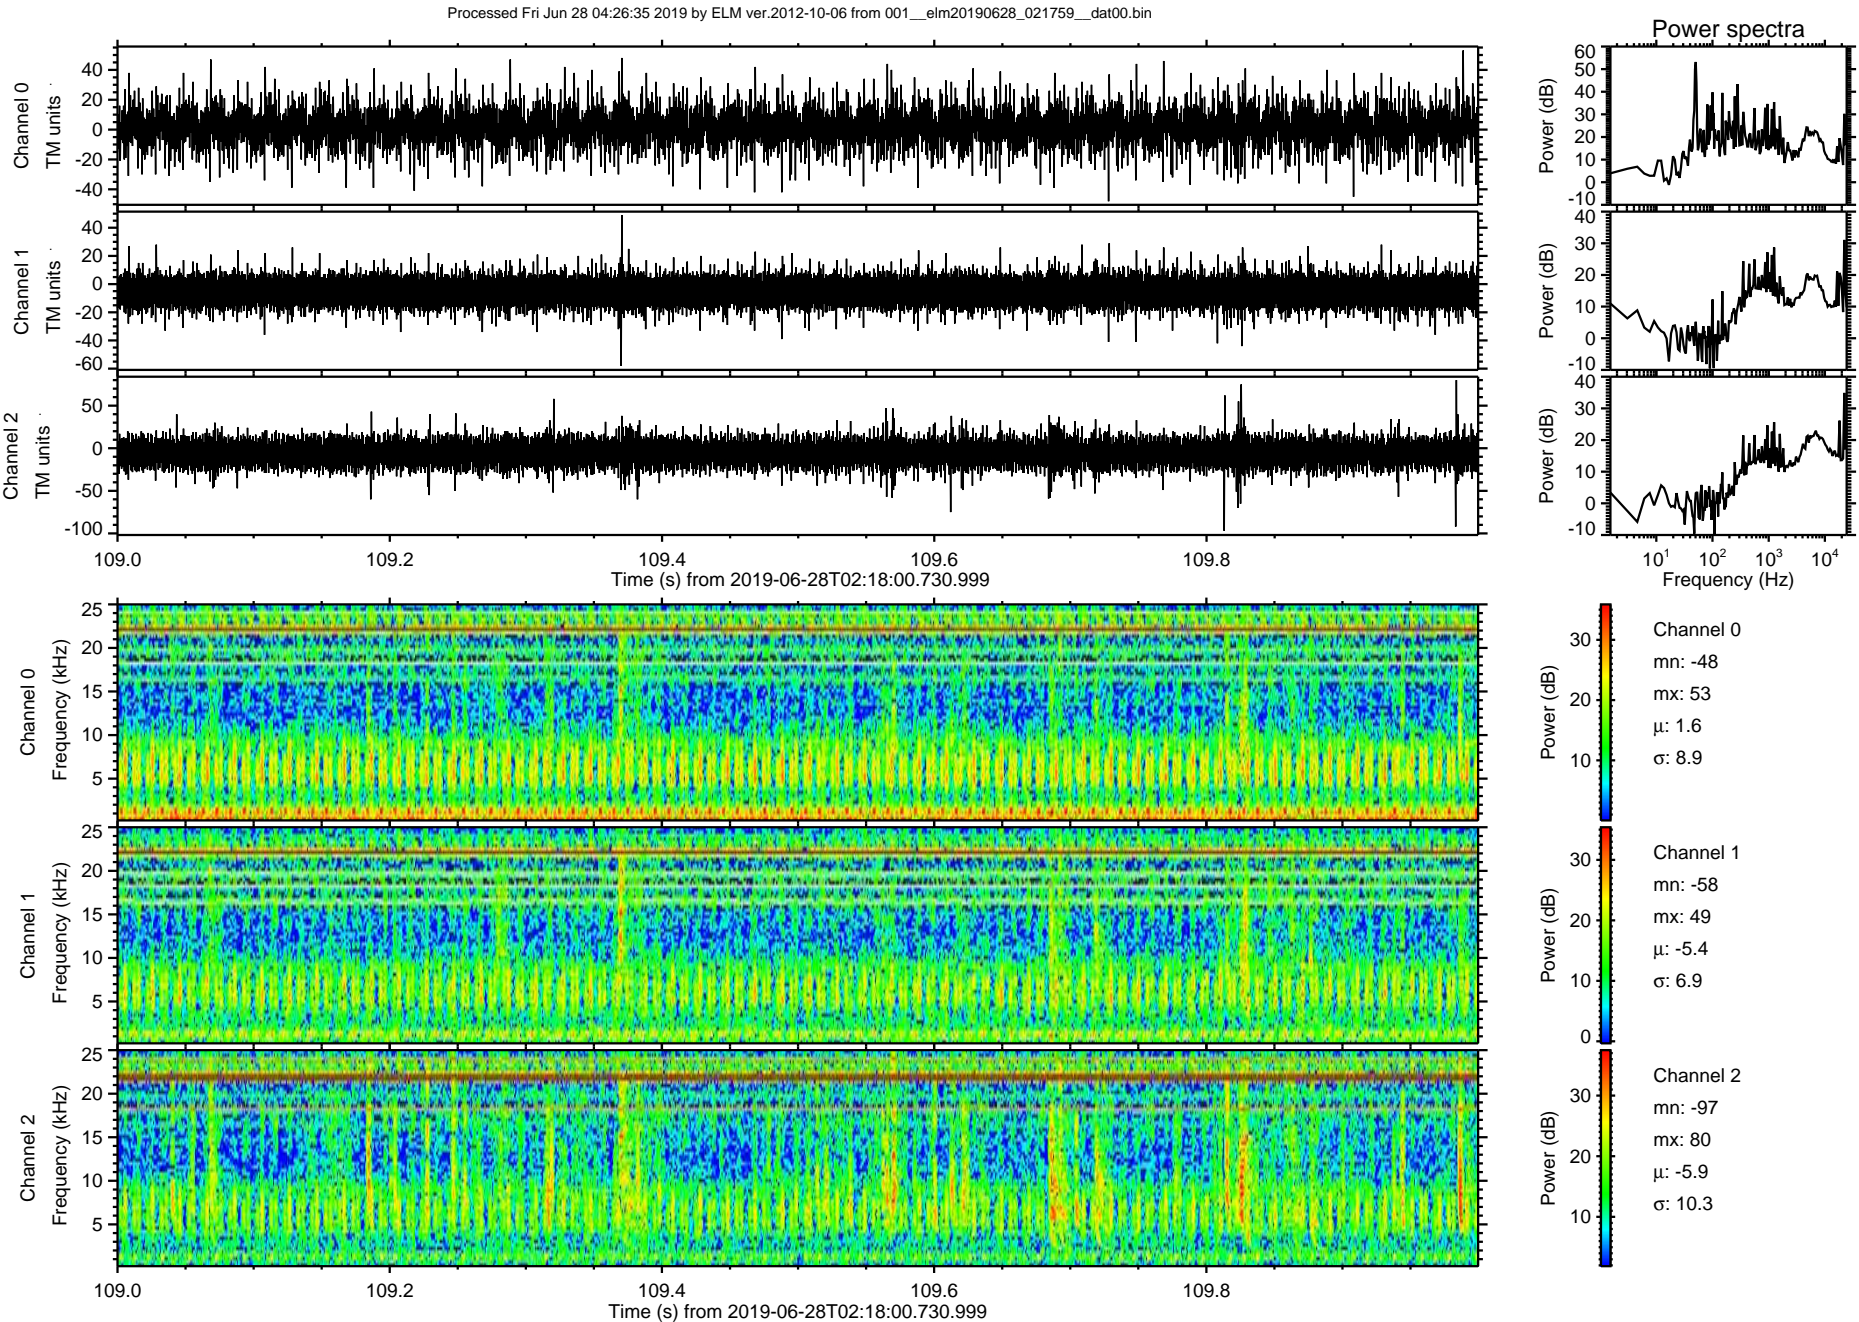 Processed Fri Jun 28 04:26:35 2019 by ELM ver.2012-10-06 from 001__elm20190628_021759__dat00.bin
Power spectra
Channel 0
TM units
40
20
0
-20
-40
Power (dB)
60
50
40
30
20
10
0
-10
Channel 1
TM units
40
20
0
-20
-40
-60
Power (dB)
40
30
20
10
0
-10
Channel 2
TM units
50
0
-50
-100
Power (dB)
40
30
20
10
0
-10
109.0 109.2 109.4 109.6 109.8
Time (s) from 2019-06-28T02:18:00.730.999
10¹ 10² 10³ 10⁴
Frequency (Hz)
Channel 0
Frequency (kHz)
25
20
15
10
5
Power (dB)
30
20
10
Channel 0
mn: -48
mx: 53
μ: 1.6
σ: 8.9
Channel 1
Frequency (kHz)
25
20
15
10
5
Power (dB)
30
20
10
0
Channel 1
mn: -58
mx: 49
μ: -5.4
σ: 6.9
Channel 2
Frequency (kHz)
25
20
15
10
5
Power (dB)
30
20
10
Channel 2
mn: -97
mx: 80
μ: -5.9
σ: 10.3
109.0 109.2 109.4 109.6 109.8
Time (s) from 2019-06-28T02:18:00.730.999